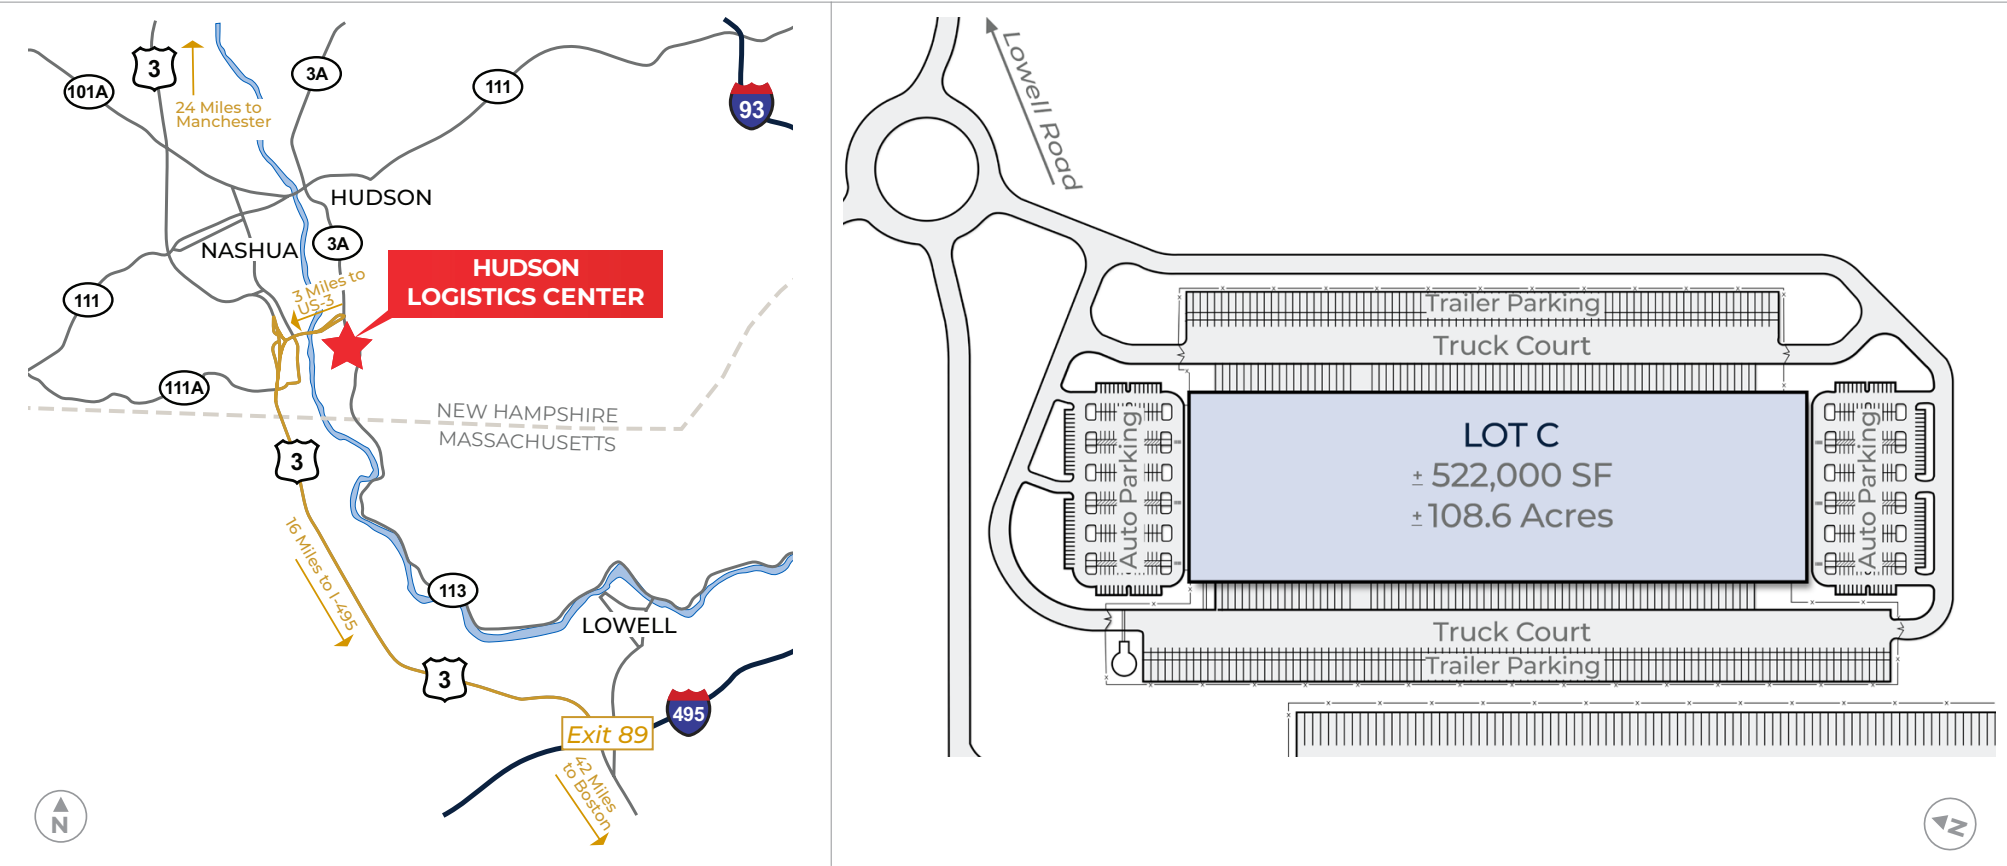 3
3A
101A
111
93
24 Miles to
Manchester
HUDSON
NASHUA
3A
HUDSON
LOGISTICS CENTER
3 Miles to
US-3
111
111A
NEW HAMPSHIRE
MASSACHUSETTS
3
16 Miles to I-495
113
LOWELL
3
495
Exit 89
42 Miles
to Boston
N
Lowell Road
Trailer Parking
Truck Court
Auto Parking
LOT C
± 522,000 SF
± 108.6 Acres
Auto Parking
Truck Court
Trailer Parking
N